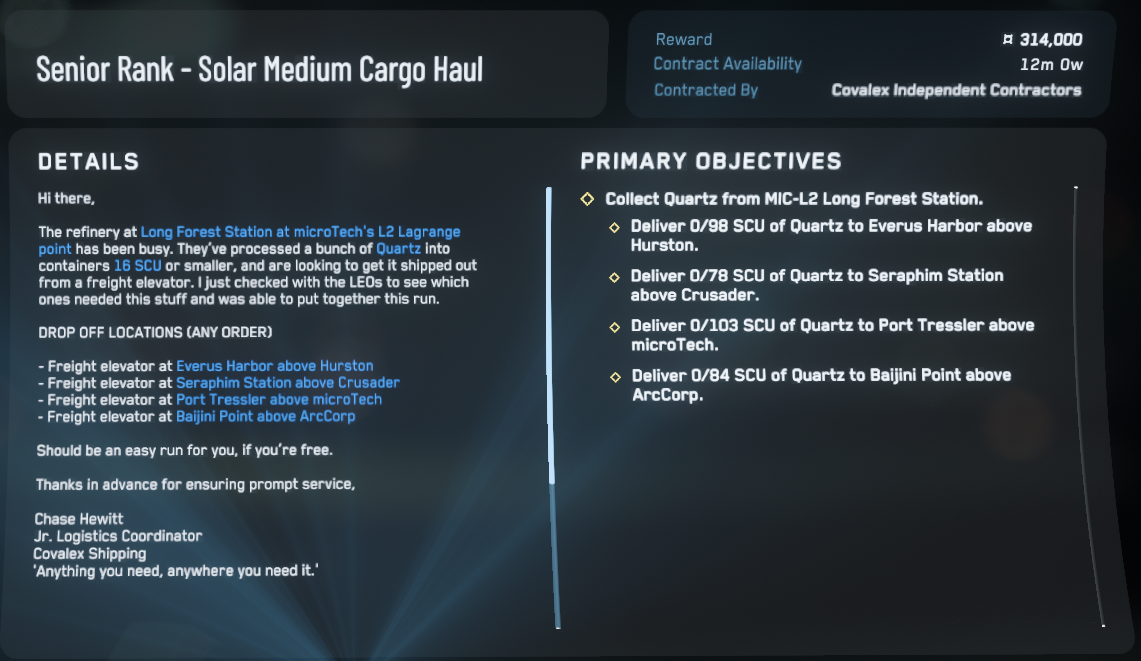 Senior Rank - Solar Medium Cargo Haul
Reward ¤ 314,000
Contract Availability 12m 0w
Contracted By Covalex Independent Contractors
DETAILS
Hi there,
The refinery at Long Forest Station at microTech's L2 Lagrange
point has been busy. They've processed a bunch of Quartz into
containers 16 SCU or smaller, and are looking to get it shipped out
from a freight elevator. I just checked with the LEOs to see which
ones needed this stuff and was able to put together this run.
DROP OFF LOCATIONS (ANY ORDER)
- Freight elevator at Everus Harbor above Hurston
- Freight elevator at Seraphim Station above Crusader
- Freight elevator at Port Tressler above microTech
- Freight elevator at Baijini Point above ArcCorp
Should be an easy run for you, if you're free.
Thanks in advance for ensuring prompt service,
Chase Hewitt
Jr. Logistics Coordinator
Covalex Shipping
'Anything you need, anywhere you need it.'
PRIMARY OBJECTIVES
Collect Quartz from MIC-L2 Long Forest Station.
Deliver 0/98 SCU of Quartz to Everus Harbor above
Hurston.
Deliver 0/78 SCU of Quartz to Seraphim Station
above Crusader.
Deliver 0/103 SCU of Quartz to Port Tressler above
microTech.
Deliver 0/84 SCU of Quartz to Baijini Point above
ArcCorp.